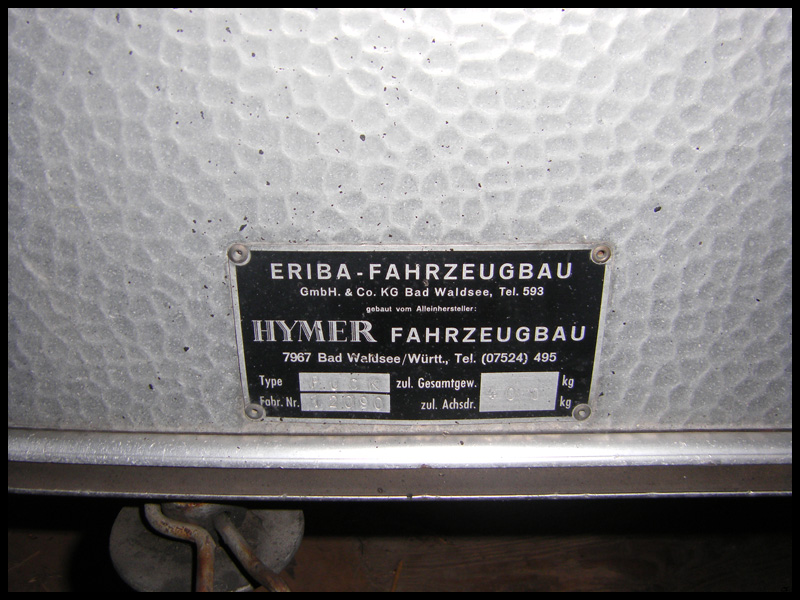 ERIBA-FAHRZEUGBAU
GmbH. & Co. KG Bad Waldsee, Tel. 593
gebaut vom Alleinhersteller:
HYMER FAHRZEUGBAU
7967 Bad Waldsee/Württ., Tel. (07524) 495
Type Puck zul. Gesamtgew. kg
Fahr. Nr. zul. Achsdr. kg